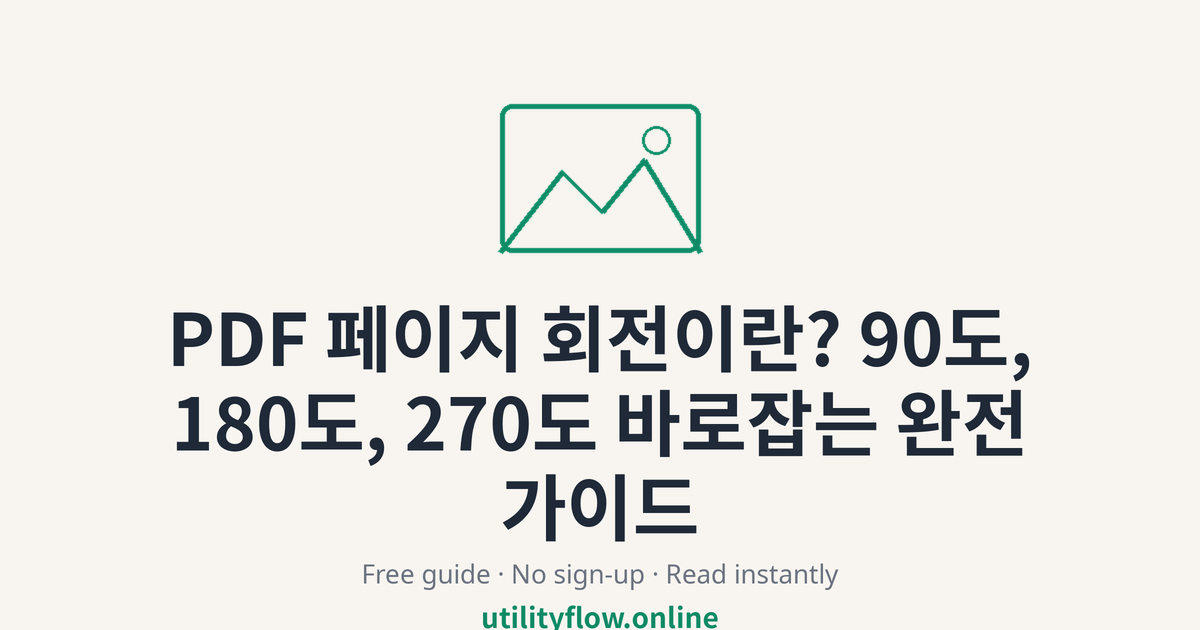 PDF 페이지 회전이란? 90도,
180도, 270도 바로잡는 완전
가이드
Free guide · No sign-up · Read instantly
utilityflow.online